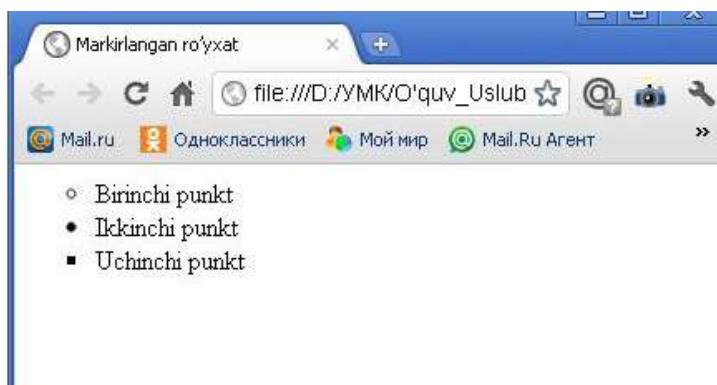 Markirlangan ro'yxat
file:///D:/УМК/O'quv_Uslub
Mail.ru Одноклассники Мой мир Mail.Ru Агент »
Birinchi punkt
Ikkinchi punkt
Uchinchi punkt